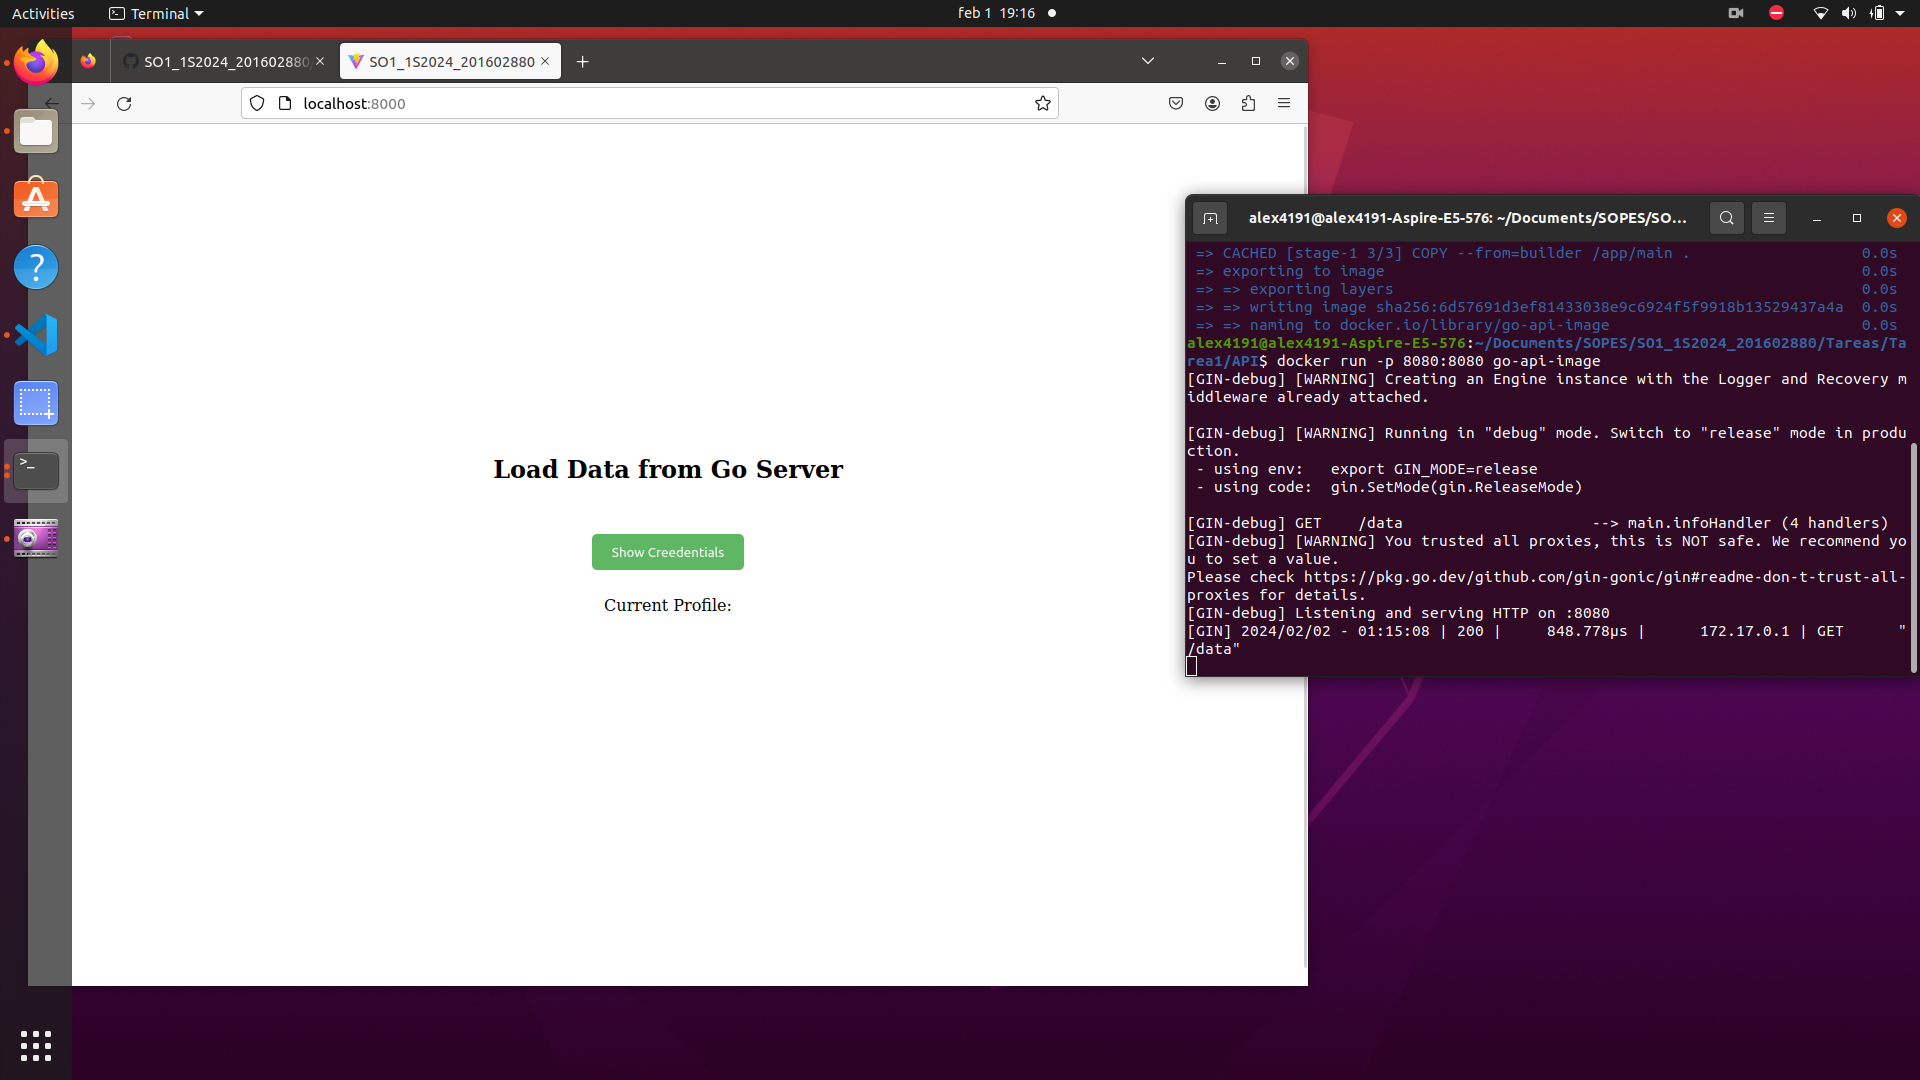 Activities
Terminal
feb 1 19:16
SO1_1S2024_201602880
SO1_1S2024_201602880
localhost:8000
Load Data from Go Server
Show Creedentials
Current Profile:
alex4191@alex4191-Aspire-E5-576: ~/Documents/SOPES/SO...
=> CACHED [stage-1 3/3] COPY --from=builder /app/main . 0.0s
=> exporting to image 0.0s
=> => exporting layers 0.0s
=> => writing image sha256:6d57691d3ef81433038e9c6924f5f9918b13529437a4a 0.0s
=> => naming to docker.io/library/go-api-image 0.0s
alex4191@alex4191-Aspire-E5-576:~/Documents/SOPES/SO1_1S2024_201602880/Tareas/Ta
rea1/API$ docker run -p 8080:8080 go-api-image
[GIN-debug] [WARNING] Creating an Engine instance with the Logger and Recovery m
iddleware already attached.
[GIN-debug] [WARNING] Running in "debug" mode. Switch to "release" mode in produ
ction.
- using env:   export GIN_MODE=release
- using code:  gin.SetMode(gin.ReleaseMode)
[GIN-debug] GET    /data                     --> main.infoHandler (4 handlers)
[GIN-debug] [WARNING] You trusted all proxies, this is NOT safe. We recommend yo
u to set a value.
Please check https://pkg.go.dev/github.com/gin-gonic/gin#readme-don-t-trust-all-
proxies for details.
[GIN-debug] Listening and serving HTTP on :8080
[GIN] 2024/02/02 - 01:15:08 | 200 |     848.778µs |      172.17.0.1 | GET      "
/data"